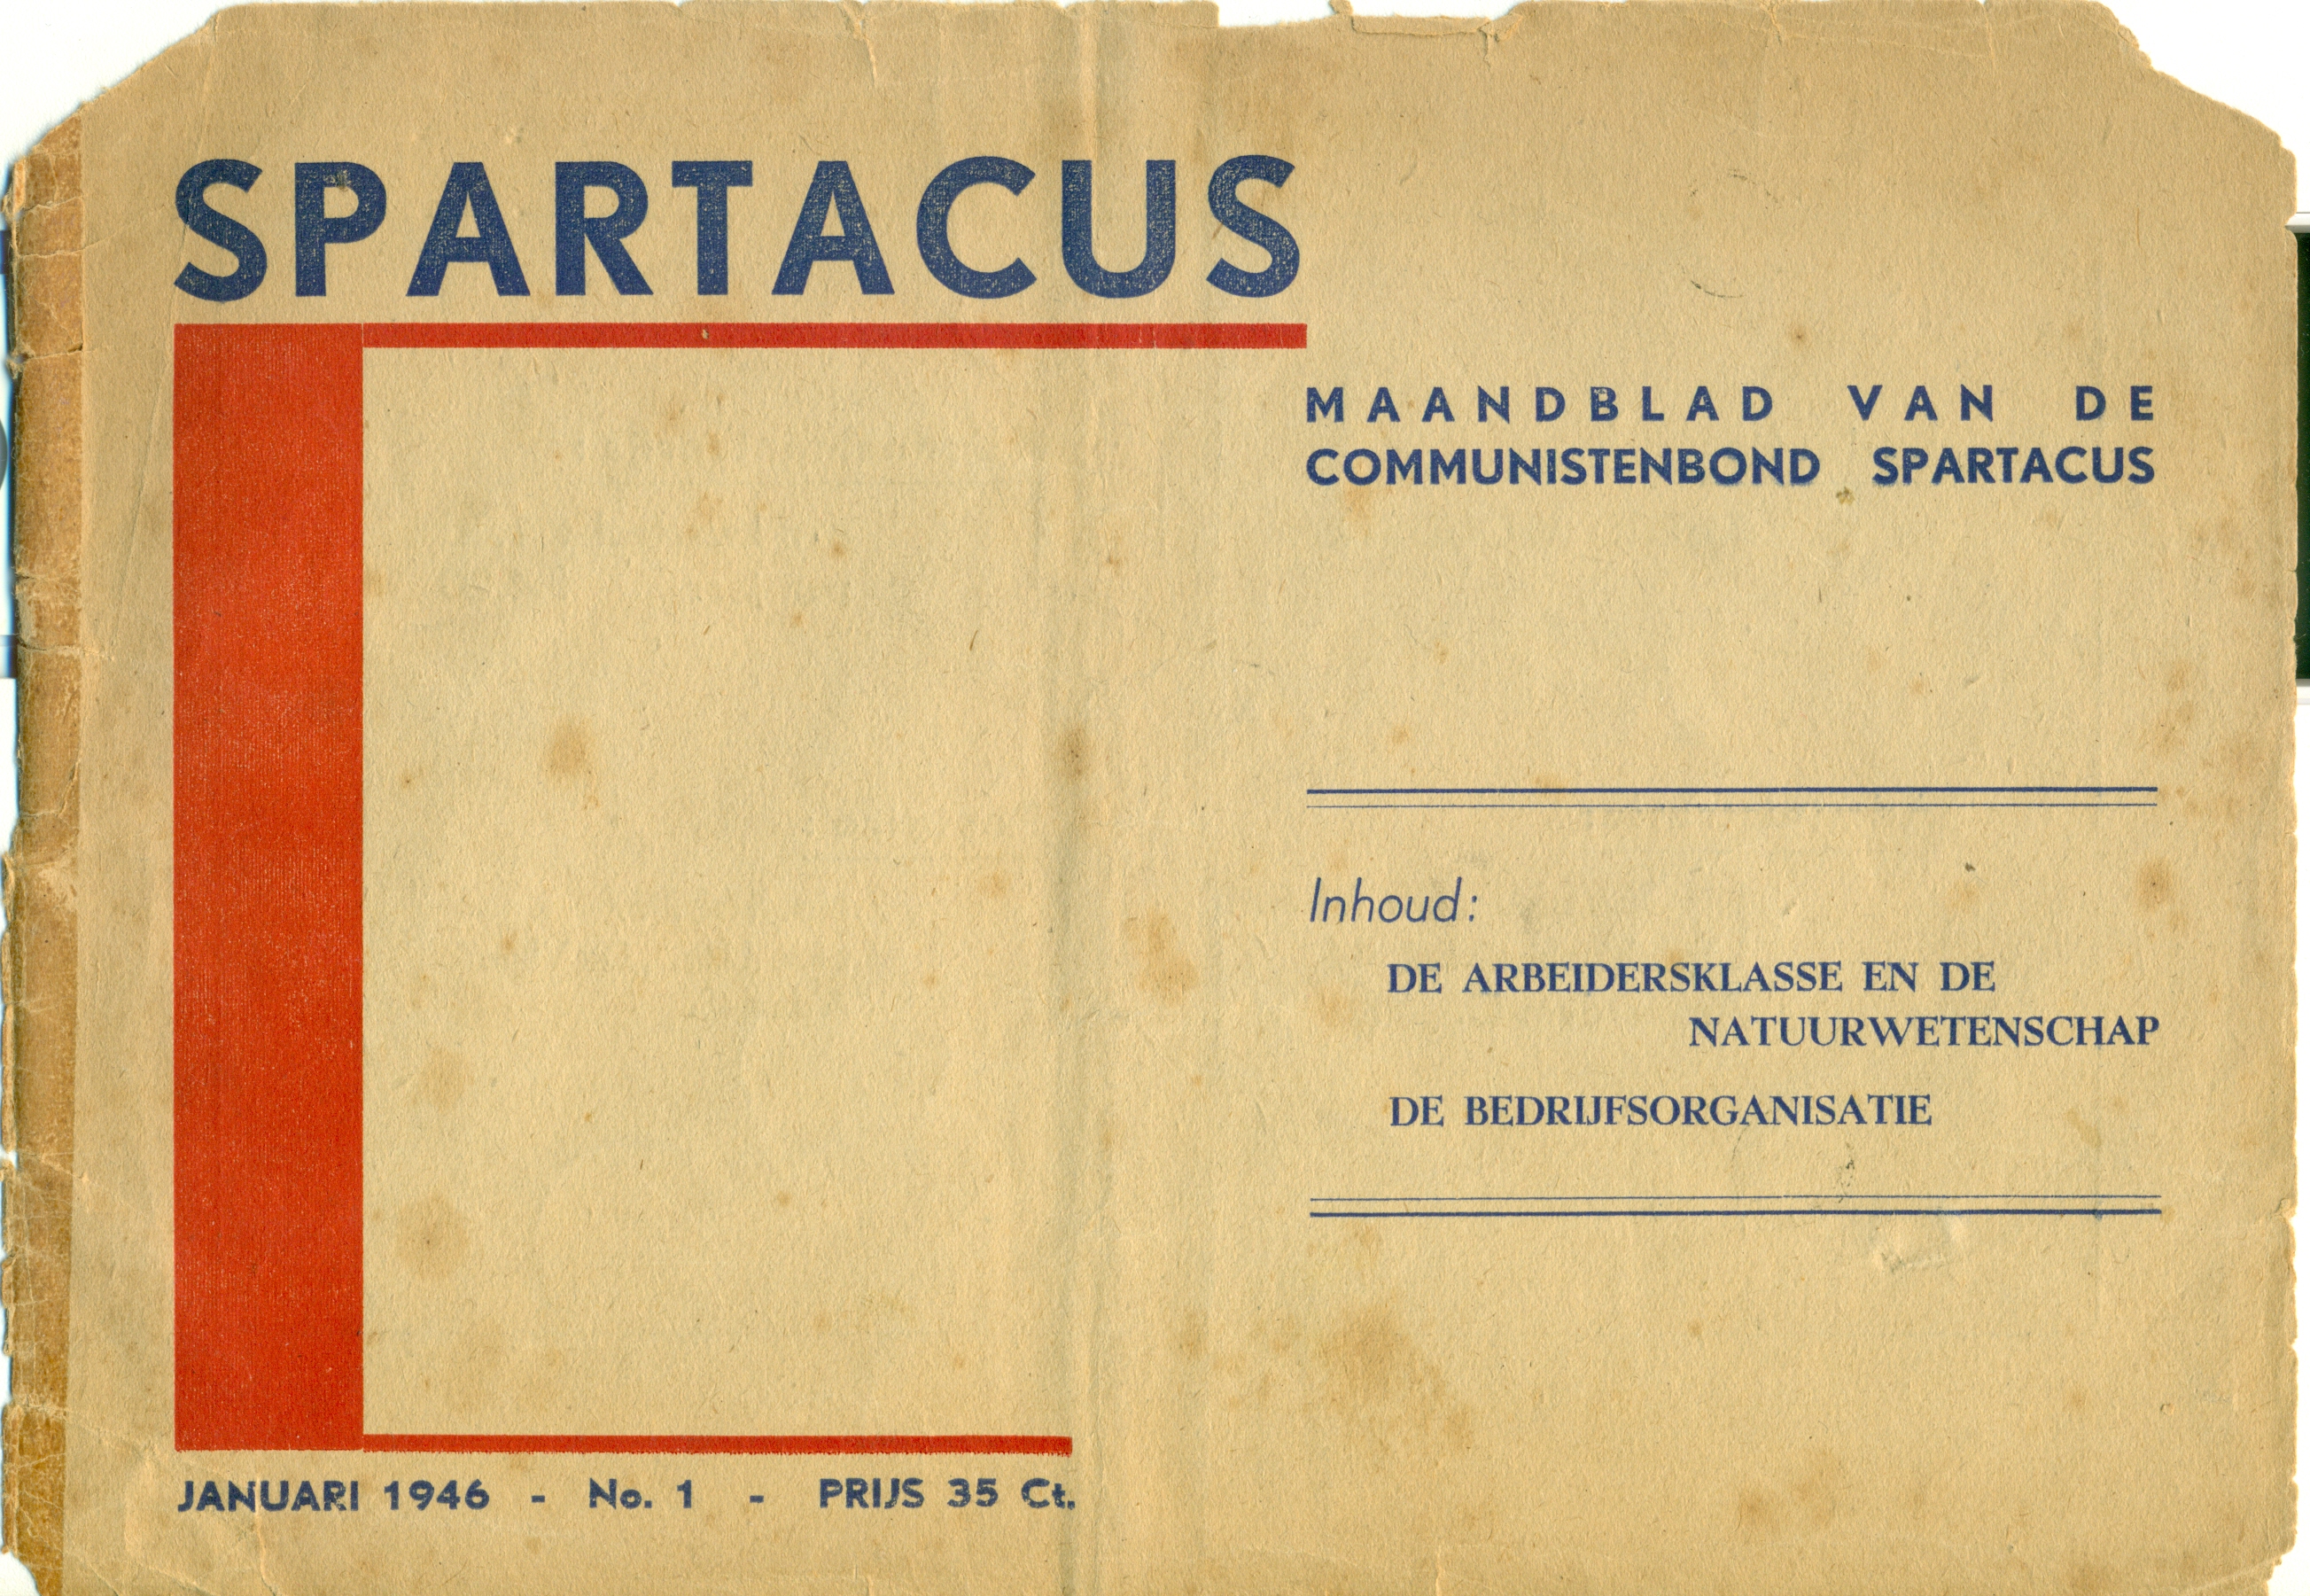 SPARTACUS
MAANDBLAD VAN DE
COMMUNISTENBOND SPARTACUS
Inhoud:
DE ARBEIDERSKLASSE EN DE
NATUURWETENSCHAP
DE BEDRIJFSORGANISATIE
JANUARI 1946 - No. 1 - PRIJS 35 Ct.